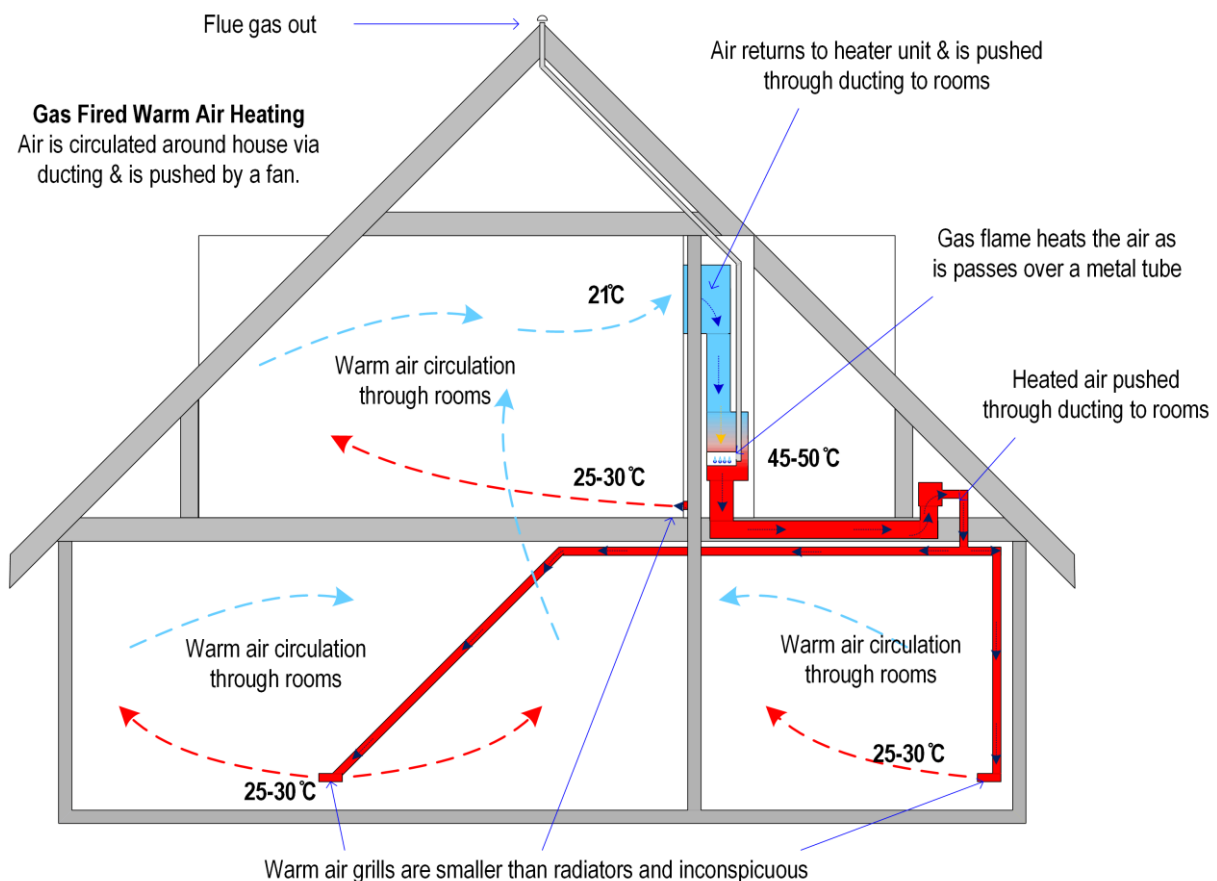 Flue gas out
Air returns to heater unit & is pushed
through ducting to rooms
Gas Fired Warm Air Heating
Air is circulated around house via
ducting & is pushed by a fan.
Gas flame heats the air as
is passes over a metal tube
21℃
Warm air circulation
through rooms
Heated air pushed
through ducting to rooms
25-30℃
45-50℃
Warm air circulation
through rooms
Warm air circulation
through rooms
25-30℃
25-30℃
Warm air grills are smaller than radiators and inconspicuous